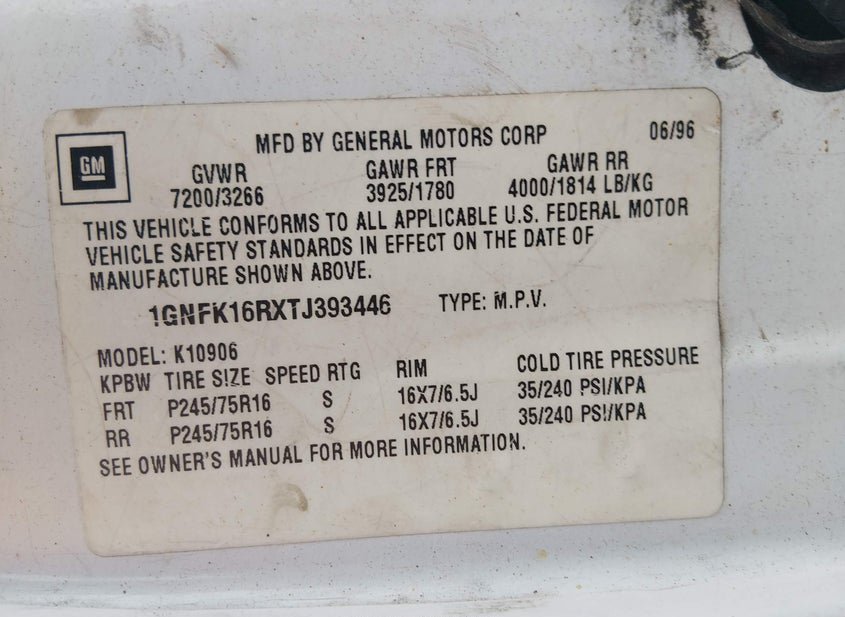 GM
MFD BY GENERAL MOTORS CORP 06/96
GVWR GAWR FRT GAWR RR
7200/3266 3925/1780 4000/1814 LB/KG
THIS VEHICLE CONFORMS TO ALL APPLICABLE U.S. FEDERAL MOTOR
VEHICLE SAFETY STANDARDS IN EFFECT ON THE DATE OF
MANUFACTURE SHOWN ABOVE.
1GNFK16RXTJ393446 TYPE: M.P.V.
MODEL: K10906
KPBW TIRE SIZE SPEED RTG RIM COLD TIRE PRESSURE
FRT P245/75R16 S 16X7/6.5J 35/240 PSI/KPA
RR P245/75R16 S 16X7/6.5J 35/240 PSI/KPA
SEE OWNER'S MANUAL FOR MORE INFORMATION.